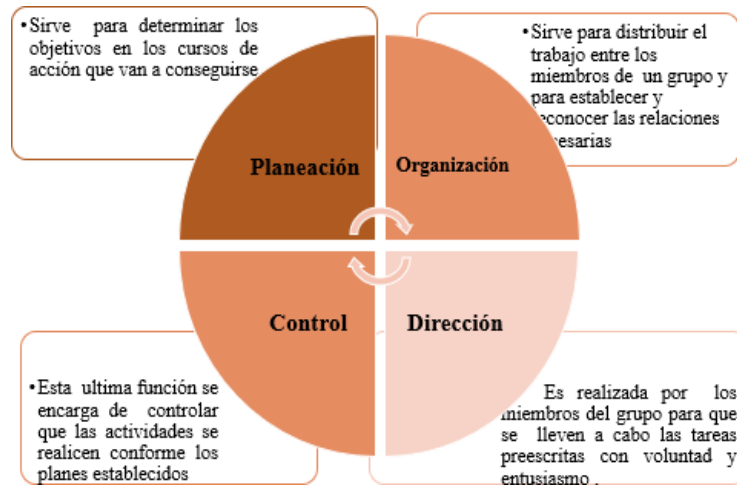 •Sirve para determinar los
objetivos en los cursos de
acción que van a conseguirse
•Sirve para distribuir el
trabajo entre los
miembros de un grupo y
para establecer y
econocer las relaciones
cesarias
Planeación
Organización
Control
Dirección
•Esta ultima función se
encarga de controlar
que las actividades se
realicen conforme los
planes establecidos
Es realizada por los
miembros del grupo para que
se lleven a cabo las tareas
preescritas con voluntad y
entusiasmo .